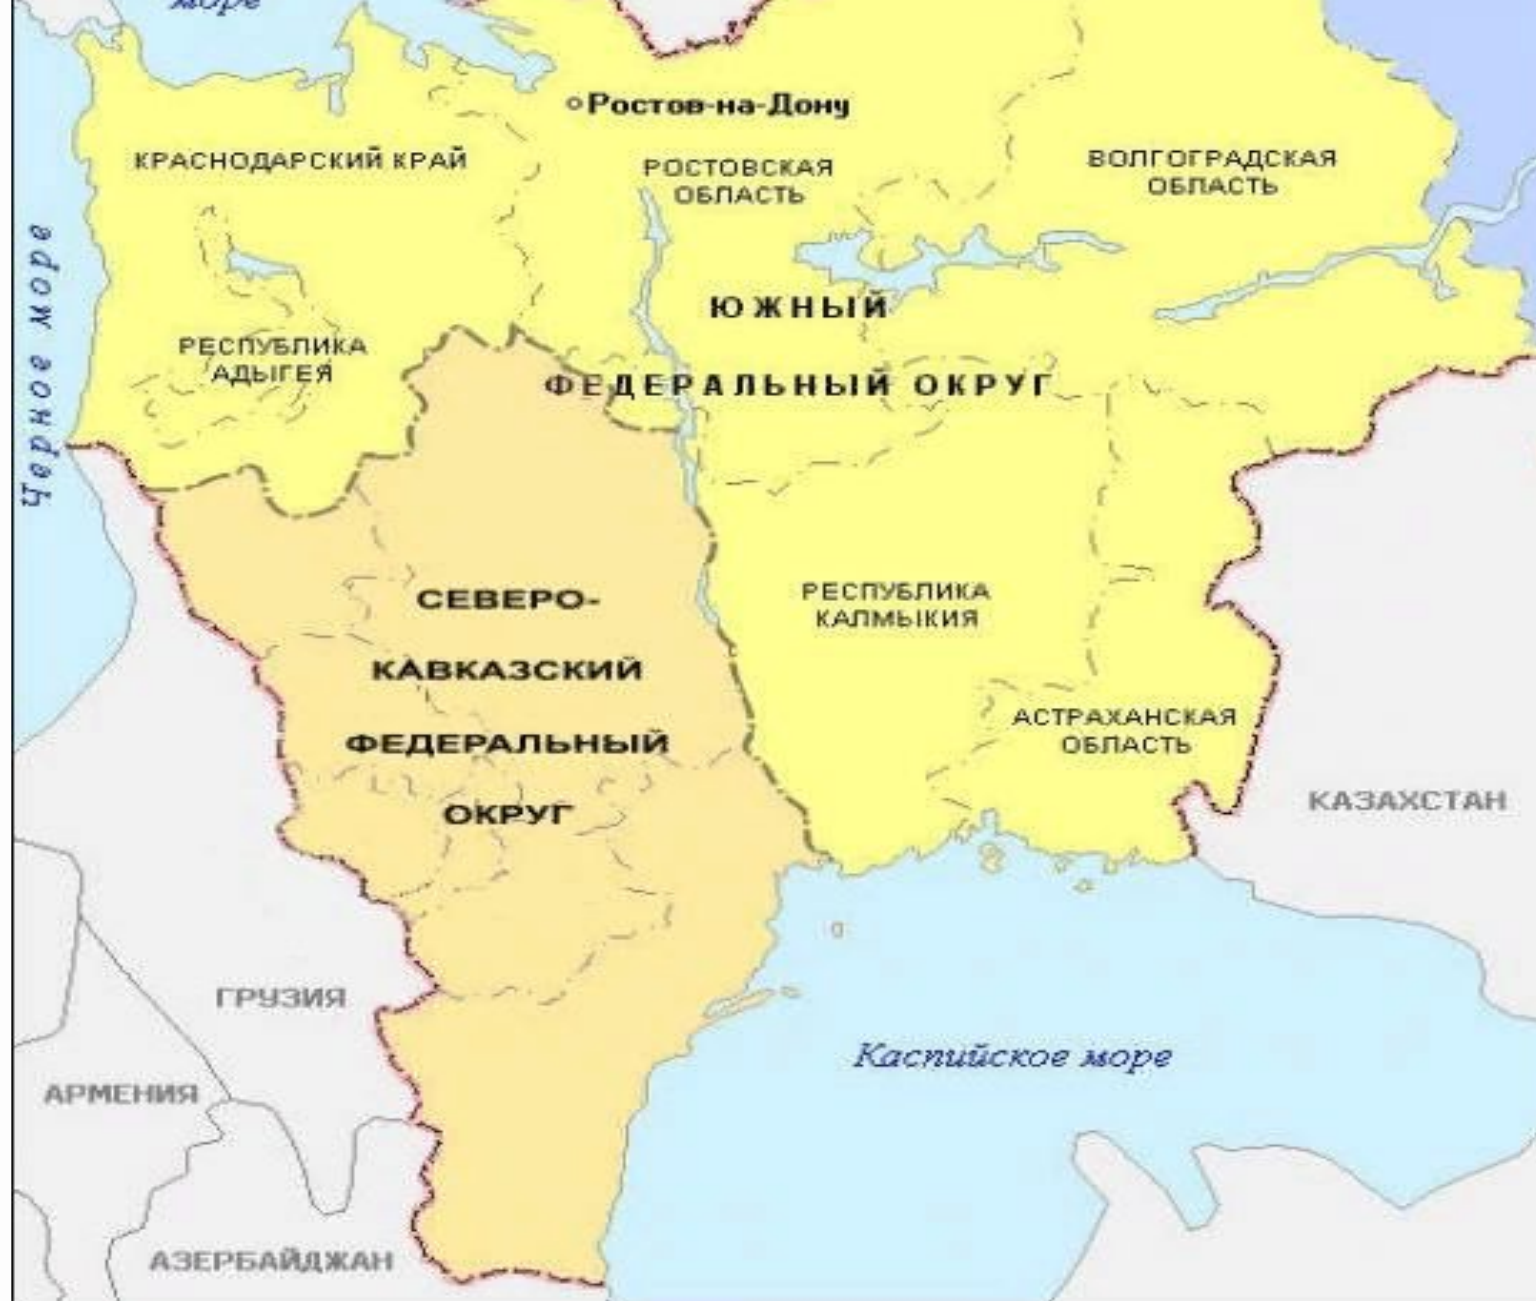 море
Ростов-на-Дону
КРАСНОДАРСКИЙ КРАЙ
РОСТОВСКАЯ
ОБЛАСТЬ
ВОЛГОГРАДСКАЯ
ОБЛАСТЬ
Черное море
РЕСПУБЛИКА
АДЫГЕЯ
ЮЖНЫЙ
ФЕДЕРАЛЬНЫЙ ОКРУГ
СЕВЕРО-
КАВКАЗСКИЙ
ФЕДЕРАЛЬНЫЙ
ОКРУГ
РЕСПУБЛИКА
КАЛМЫКИЯ
АСТРАХАНСКАЯ
ОБЛАСТЬ
КАЗАХСТАН
ГРУЗИЯ
Каспийское море
АРМЕНИЯ
АЗЕРБАЙДЖАН